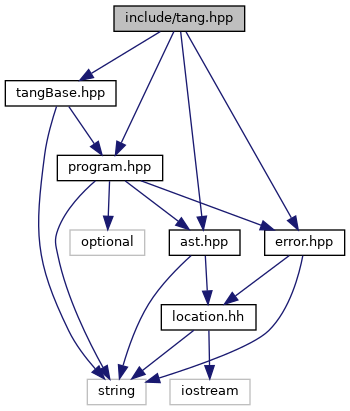 include/tang.hpp
tangBase.hpp
program.hpp
optional
ast.hpp
error.hpp
location.hh
string
iostream